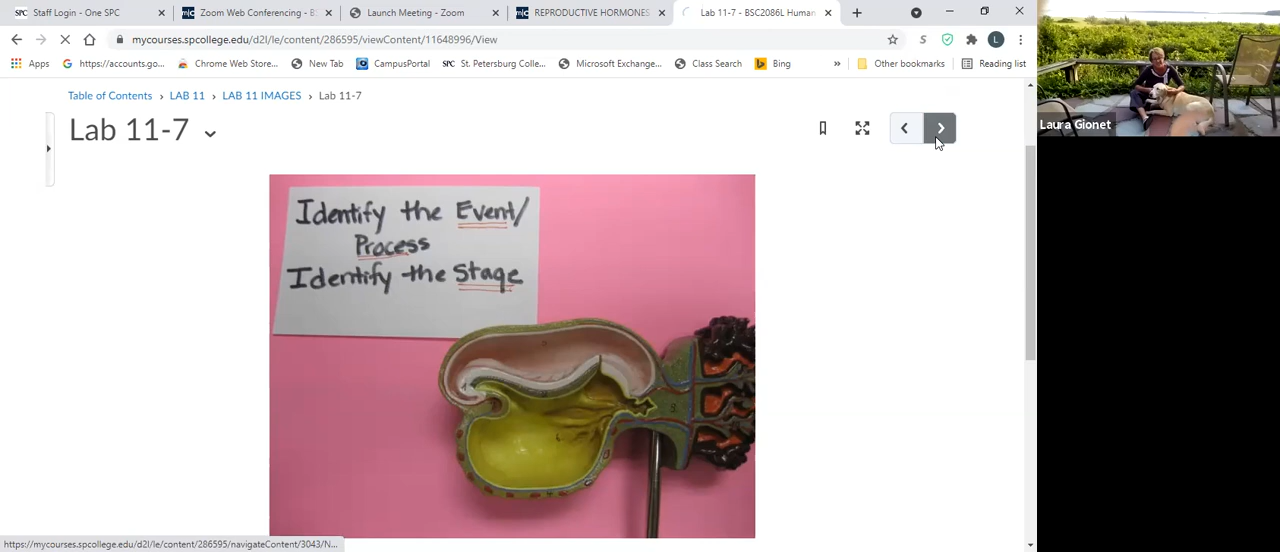 Staff Login - One SPC
Zoom Web Conferencing - BS
Launch Meeting - Zoom
REPRODUCTIVE HORMONES
Lab 11-7 - BSC2086L Human
mycourses.spcollege.edu/d2l/le/content/286595/viewContent/11648996/View
Apps
https://accounts.go...
Chrome Web Store...
New Tab
CampusPortal
SPC St. Petersburg Colle...
Microsoft Exchange...
Class Search
Bing
»
Other bookmarks
Reading list
Table of Contents > LAB 11 > LAB 11 IMAGES > Lab 11-7
Lab 11-7
Identify the Event/
Process
Identify the Stage
https://mycourses.spcollege.edu/d2l/le/content/286595/navigateContent/3043/N...
Laura Gionet